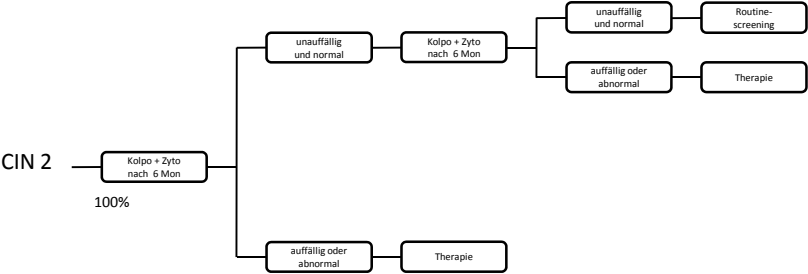 unauffällig
und normal
Routine-
screening
unauffällig
und normal
Kolpo + Zyto
nach 6 Mon
auffällig oder
abnormal
Therapie
CIN 2
Kolpo + Zyto
nach 6 Mon
100%
auffällig oder
abnormal
Therapie